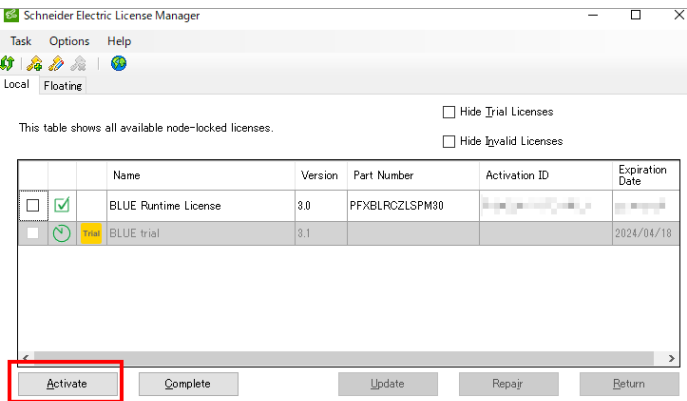 Schneider Electric License Manager
Task Options Help
Local Floating
Hide Trial Licenses
This table shows all available node-locked licenses.
Hide Invalid Licenses
Name Version Part Number Activation ID Expiration Date
BLUE Runtime License 3.0 PFXBLRCZLSPM30
Trial BLUE trial 3.1 2024/04/18
Activate Complete Update Repair Return